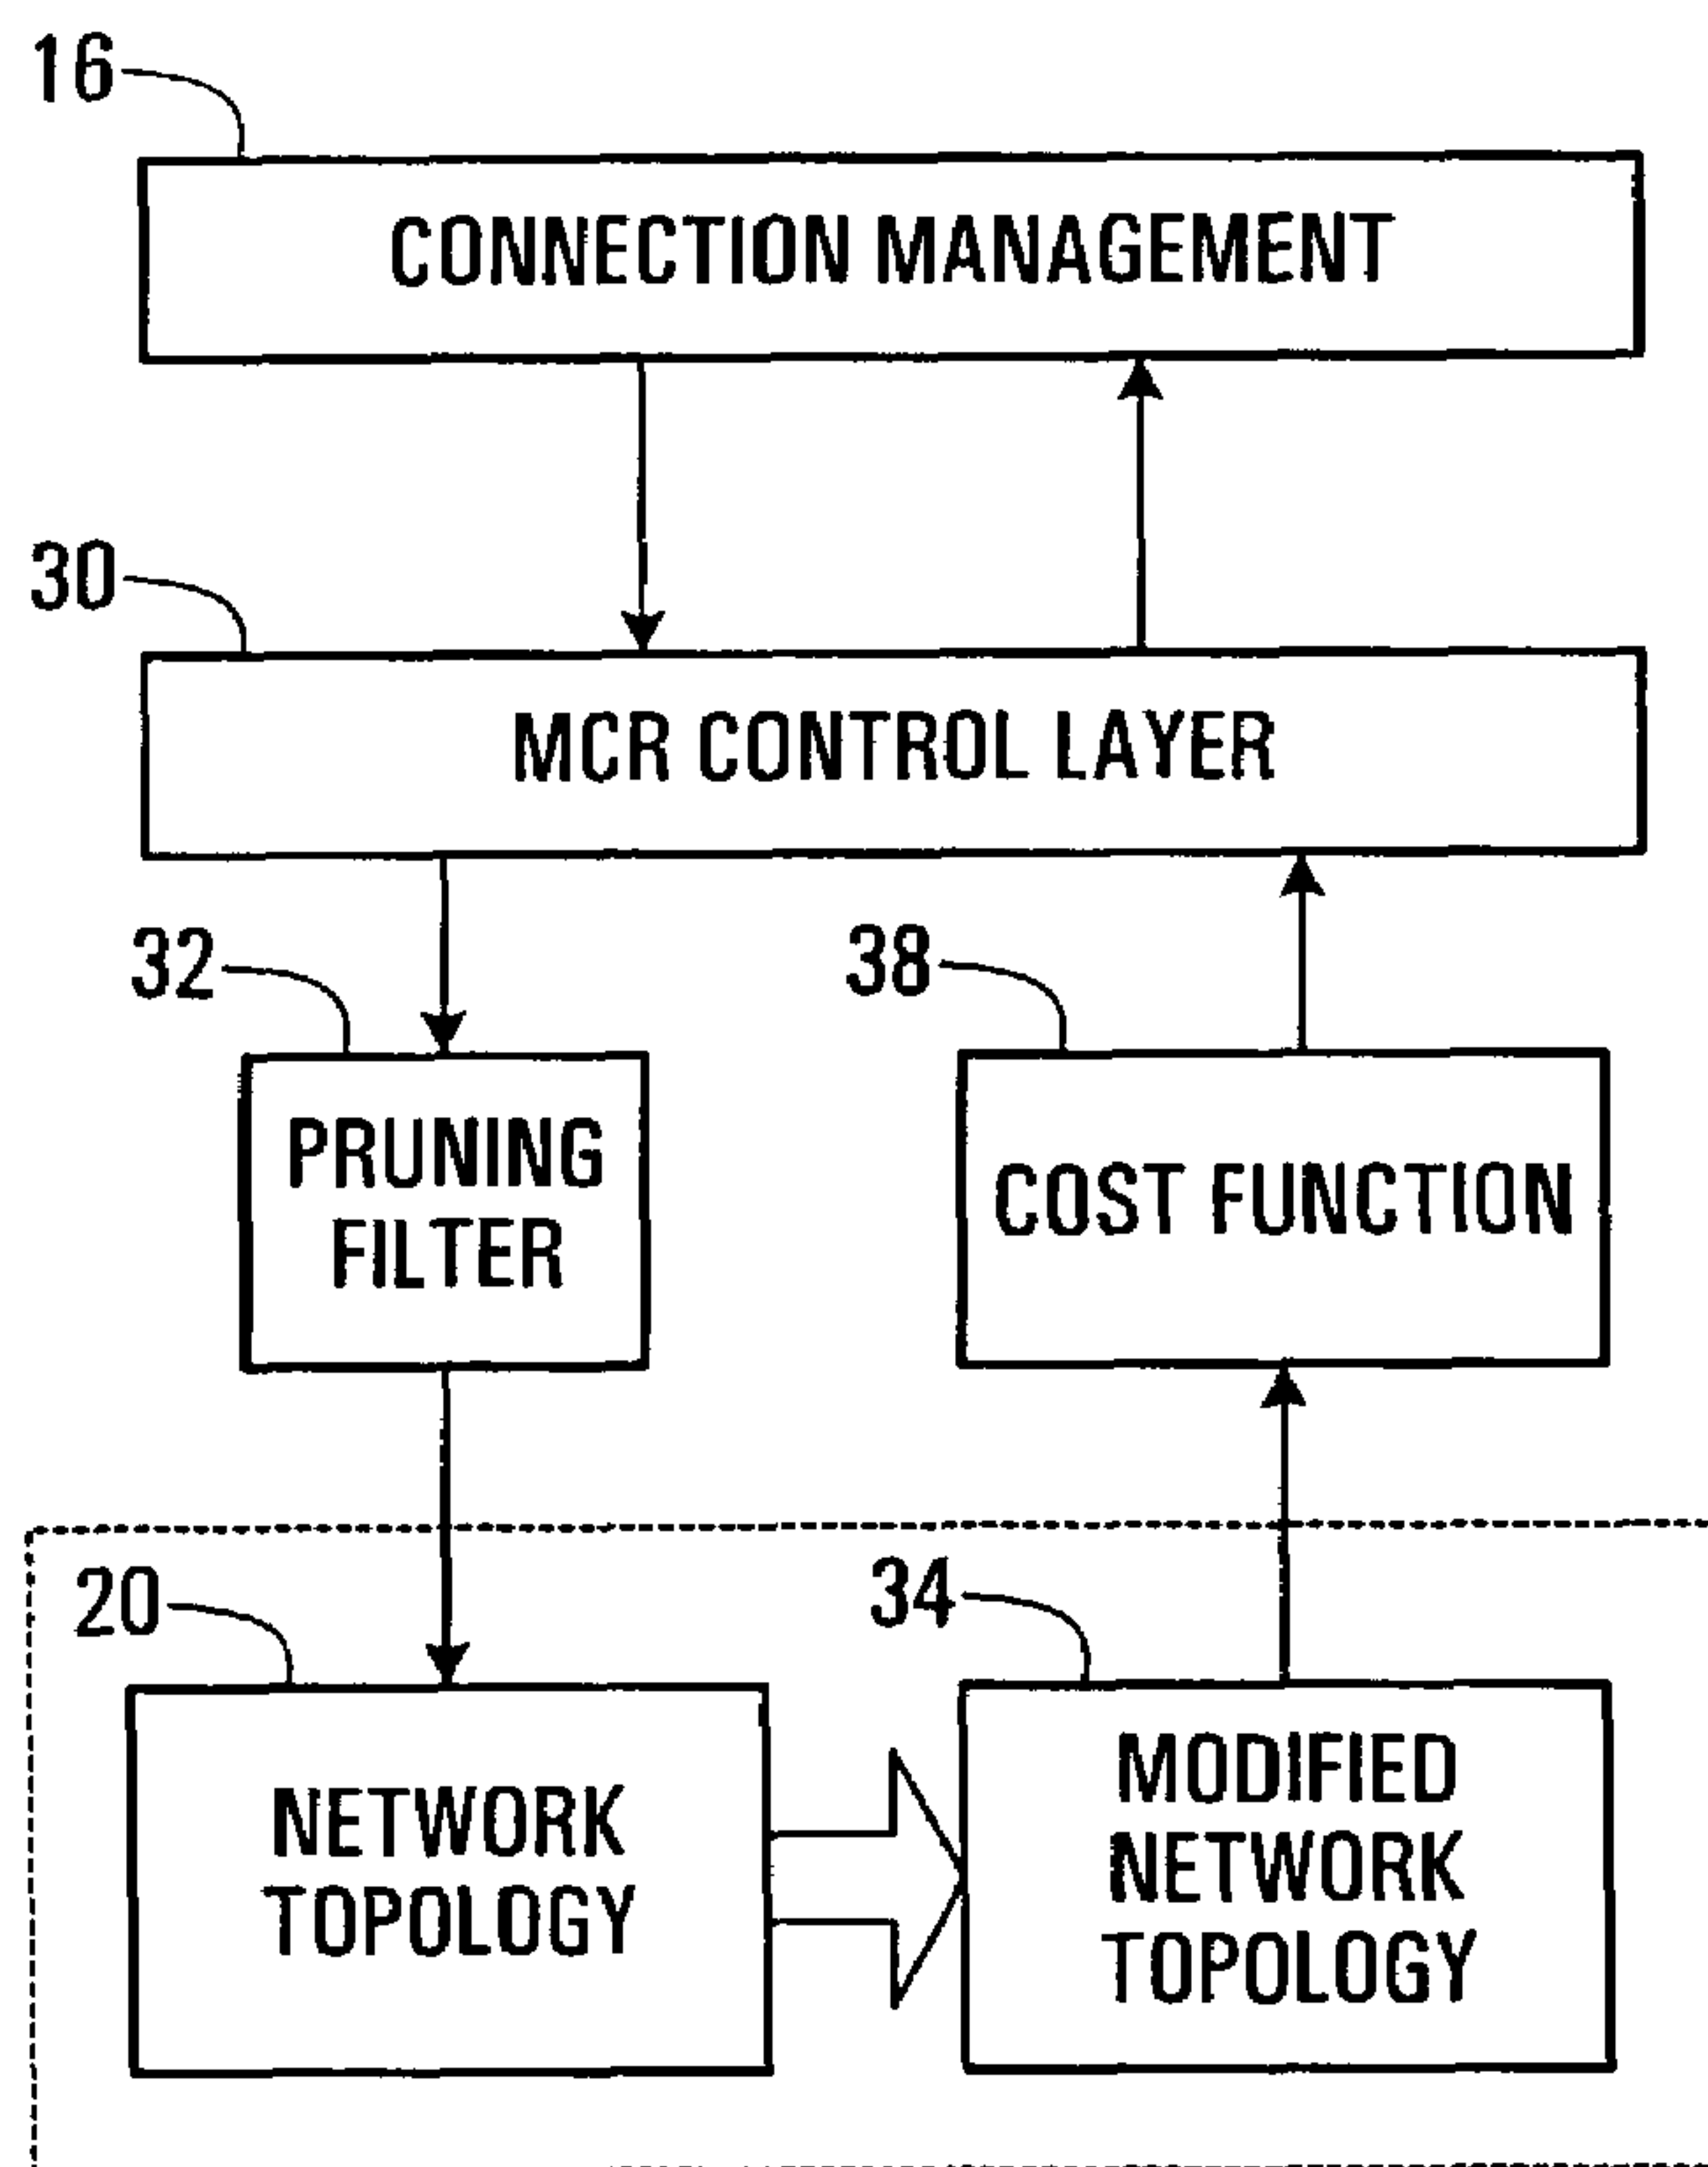 16
CONNECTION MANAGEMENT
30
MCR CONTROL LAYER
32
38
PRUNING
FILTER
COST FUNCTION
20
34
NETWORK
TOPOLOGY
MODIFIED
NETWORK
TOPOLOGY